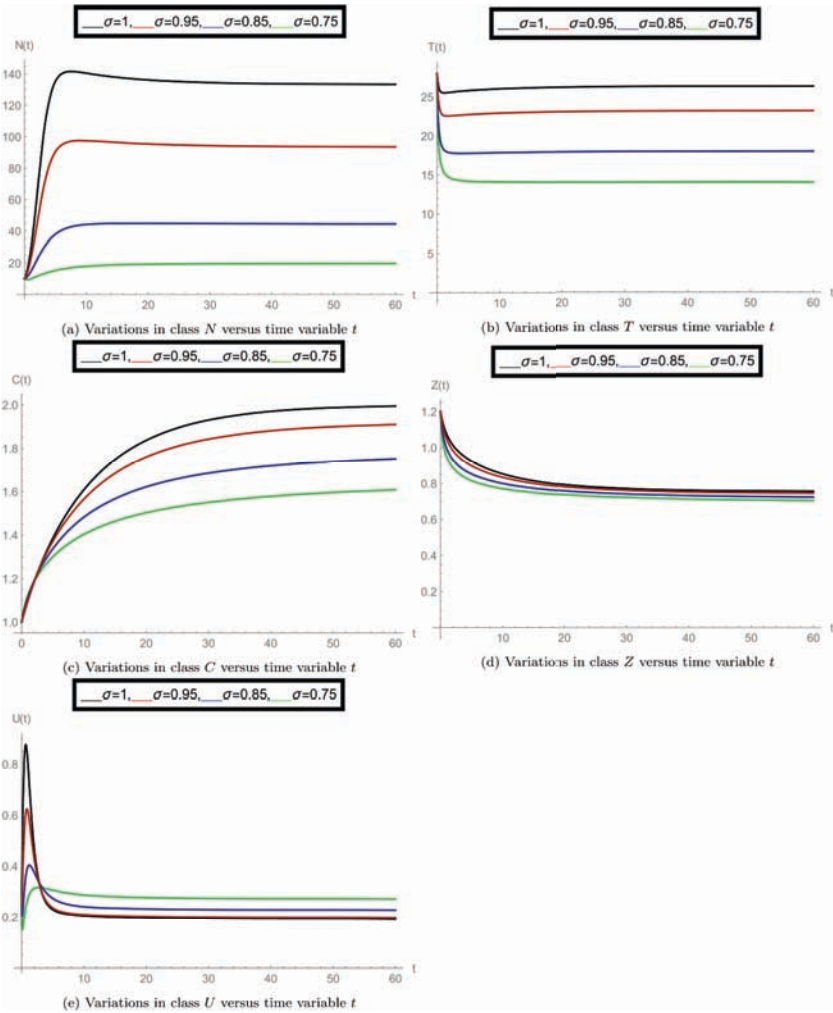 σ=1, σ=0.95, σ=0.85, σ=0.75
N(t)
140
120
100
80
60
40
20
10 20 30 40 50 60
t
(a) Variations in class N versus time variable t
σ=1, σ=0.95, σ=0.85, σ=0.75
T(t)
25
20
15
10
5
10 20 30 40 50 60
t
(b) Variations in class T versus time variable t
σ=1, σ=0.95, σ=0.85, σ=0.75
C(t)
2.0
1.8
1.6
1.4
1.2
1.0
0 10 20 30 40 50 60
t
(c) Variations in class C versus time variable t
σ=1, σ=0.95, σ=0.85, σ=0.75
Z(t)
1.2
1.0
0.8
0.6
0.4
0.2
10 20 30 40 50 60
t
(d) Variations in class Z versus time variable t
σ=1, σ=0.95, σ=0.85, σ=0.75
U(t)
0.8
0.6
0.4
0.2
10 20 30 40 50 60
t
(e) Variations in class U versus time variable t